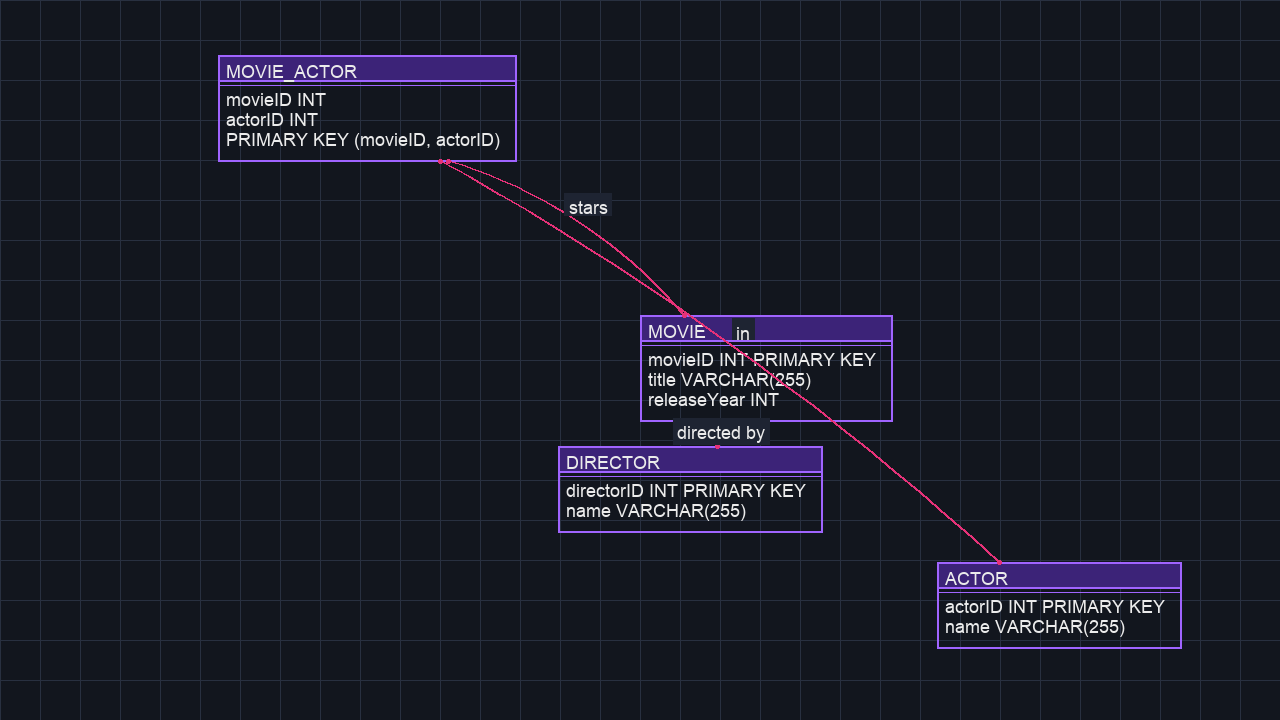 MOVIE_ACTOR
movieID INT
actorID INT
PRIMARY KEY (movieID, actorID)
stars
MOVIE
in
movieID INT PRIMARY KEY
title VARCHAR(255)
releaseYear INT
directed by
DIRECTOR
directorID INT PRIMARY KEY
name VARCHAR(255)
ACTOR
actorID INT PRIMARY KEY
name VARCHAR(255)